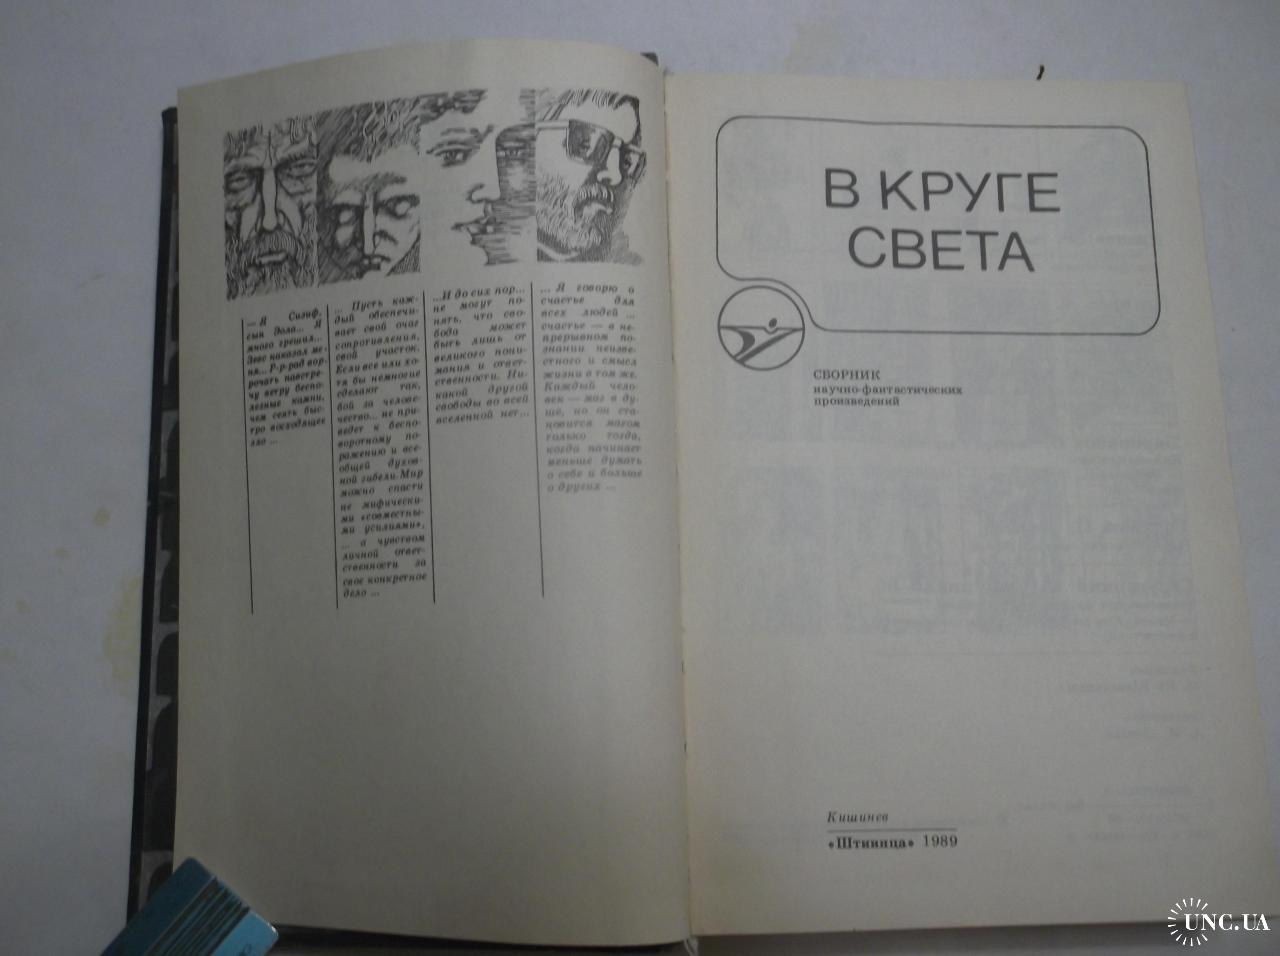 — Я Сизиф,
сын Эола... Я
много грешил...
Зевс наказал ме-
ня... Р-р-рад вор-
рочать навстре-
чу ветру беспо-
лезные камни,
чем сеять быс-
тро восходящее
зло ...
... Пусть каж-
дый обеспечи-
вает свой очаг
сопротивления,
свой участок.
Если все или хо-
тя бы немногие
сделают так,
бой за челове-
чество... не при-
ведет к беспо-
воротному по-
ражению и все-
общей духов-
ной гибели. Мир
можно спасти
не мифически-
ми «совместны-
ми усилиями»,
... а чувством
личной ответ-
ственности за
свое конкретное
дело ...
...И до сих пор...
не могут по-
нять, что сво-
бода может
быть лишь от
великого пони-
мания и ответ-
ственности. Ни-
какой другой
свободы во всей
вселенной нет...
... Я говорю о
счастье для
всех людей ...
счастье — в не-
прерывном по-
знании неизве-
стного и смысл
жизни в том же.
Каждый чело-
век — маг в ду-
ше, но он ста-
новится магом
только тогда,
когда начинает
меньше думать
о себе и больше
о других ...
В КРУГЕ
СВЕТА
СБОРНИК
научно-фантастических
произведений
Кишинев
«Штиинца» 1989
UNC.UA